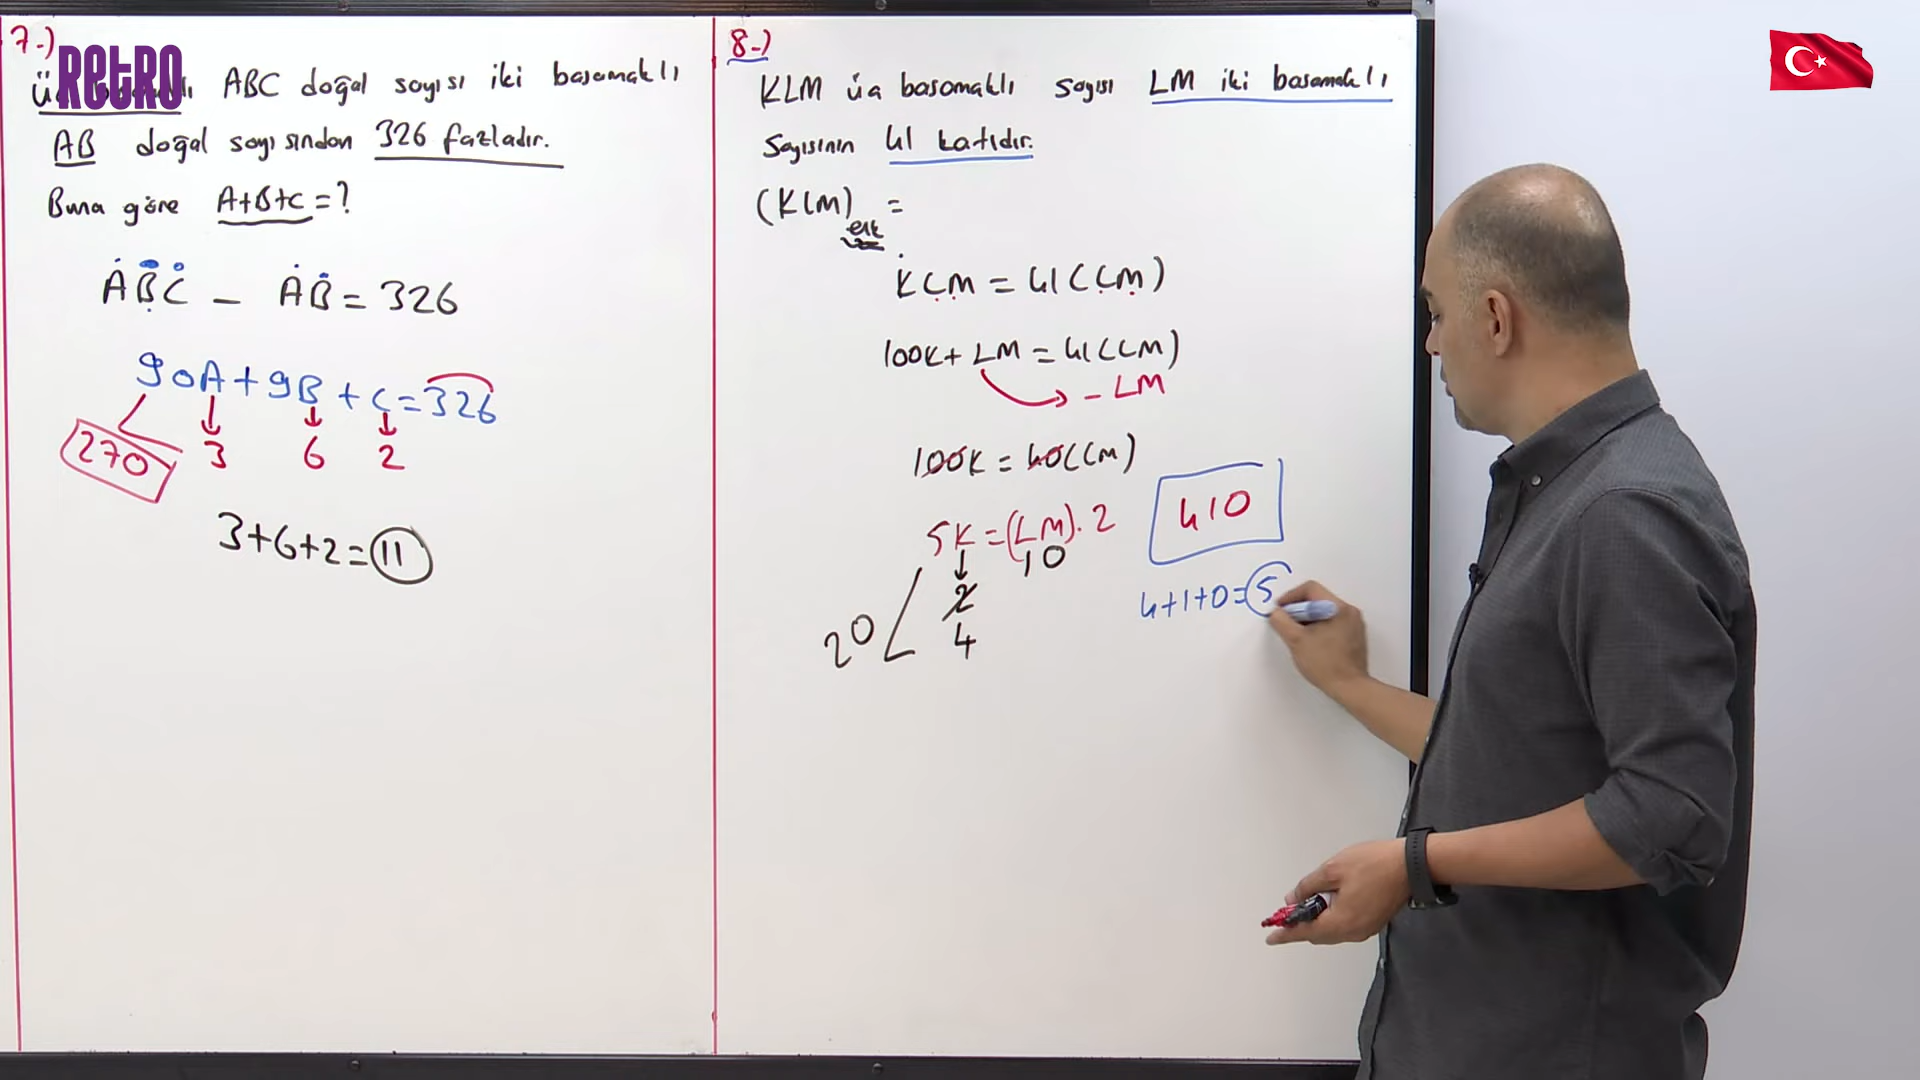 7-)
RETRO
ABC doğal sayısı iki basamaklı
AB doğal sayısından 326 fazladır.
Buna göre A+B+C=?
ABC - AB = 326
90A + 9B + C = 326
270 3 6 2
3+6+2=11
8-)
KLM üç basamaklı sayısı LM iki basamaklı
sayısının 41 katıdır.
(KLM) =
KLM = 41(LM)
100K + LM = 41(LM)
- LM
100K = 40(LM)
5K = (LM).2
10
2
20 4
410
4+1+0=5